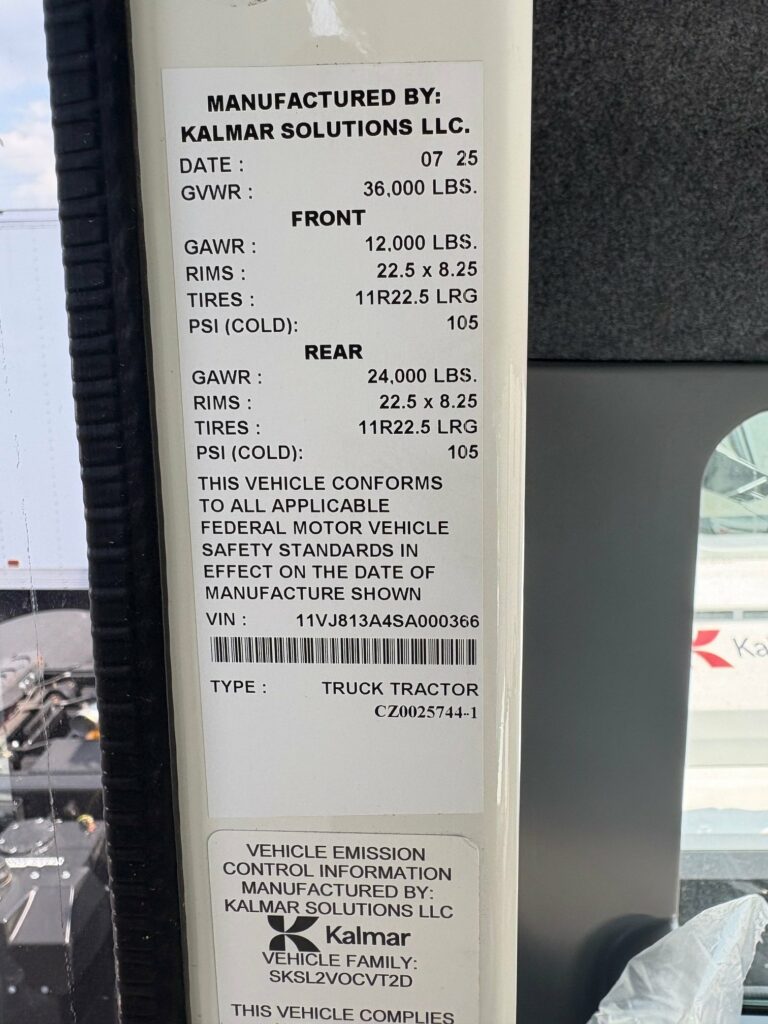 MANUFACTURED BY:
KALMAR SOLUTIONS LLC.
DATE : 07 25
GVWR : 36,000 LBS.
FRONT
GAWR : 12,000 LBS.
RIMS : 22.5 x 8.25
TIRES : 11R22.5 LRG
PSI (COLD): 105
REAR
GAWR : 24,000 LBS.
RIMS : 22.5 x 8.25
TIRES : 11R22.5 LRG
PSI (COLD): 105
THIS VEHICLE CONFORMS
TO ALL APPLICABLE
FEDERAL MOTOR VEHICLE
SAFETY STANDARDS IN
EFFECT ON THE DATE OF
MANUFACTURE SHOWN
VIN : 11VJ813A4SA000366
TYPE : TRUCK TRACTOR
CZ0025744-1
VEHICLE EMISSION
CONTROL INFORMATION
MANUFACTURED BY:
KALMAR SOLUTIONS LLC
Kalmar
VEHICLE FAMILY:
SKSL2VOCVT2D
THIS VEHICLE COMPLIES
Ka